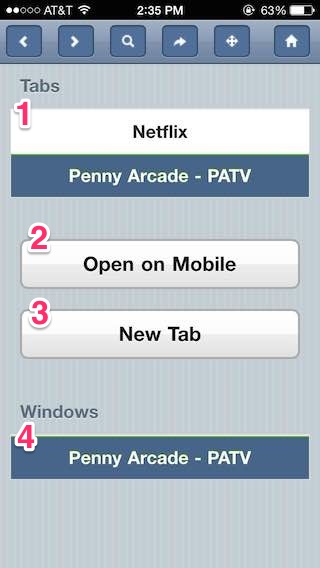 AT&T 2:35 PM 63%
Tabs
1
Netflix
Penny Arcade - PATV
2
Open on Mobile
3
New Tab
Windows
4
Penny Arcade - PATV